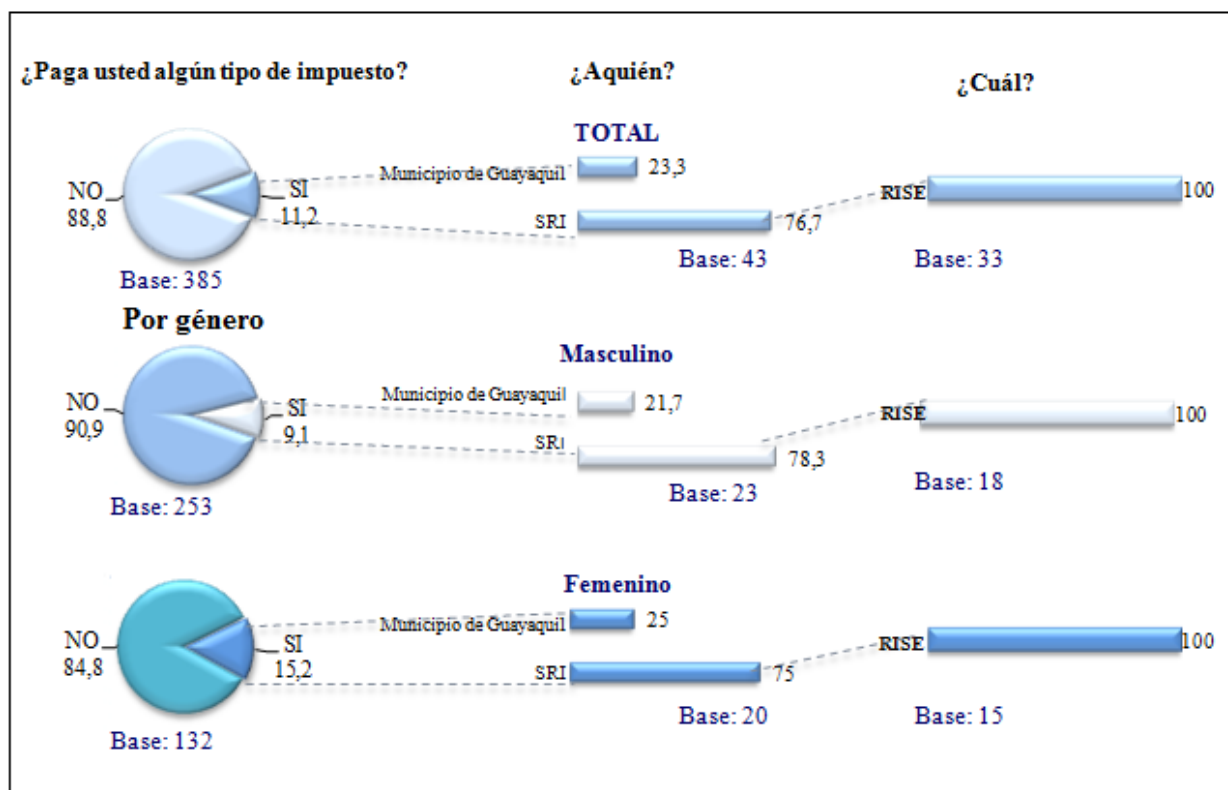 ¿Paga usted algún tipo de impuesto?
¿Aquién?
¿Cuál?
TOTAL
NO
88,8
SI
11,2
Base: 385
Municipio de Guayaquil
23,3
SRI
76,7
Base: 43
RISE
100
Base: 33
Por género
Masculino
NO
90,9
SI
9,1
Base: 253
Municipio de Guayaquil
21,7
SRI
78,3
Base: 23
RISE
100
Base: 18
Femenino
NO
84,8
SI
15,2
Base: 132
Municipio de Guayaquil
25
SRI
75
Base: 20
RISE
100
Base: 15